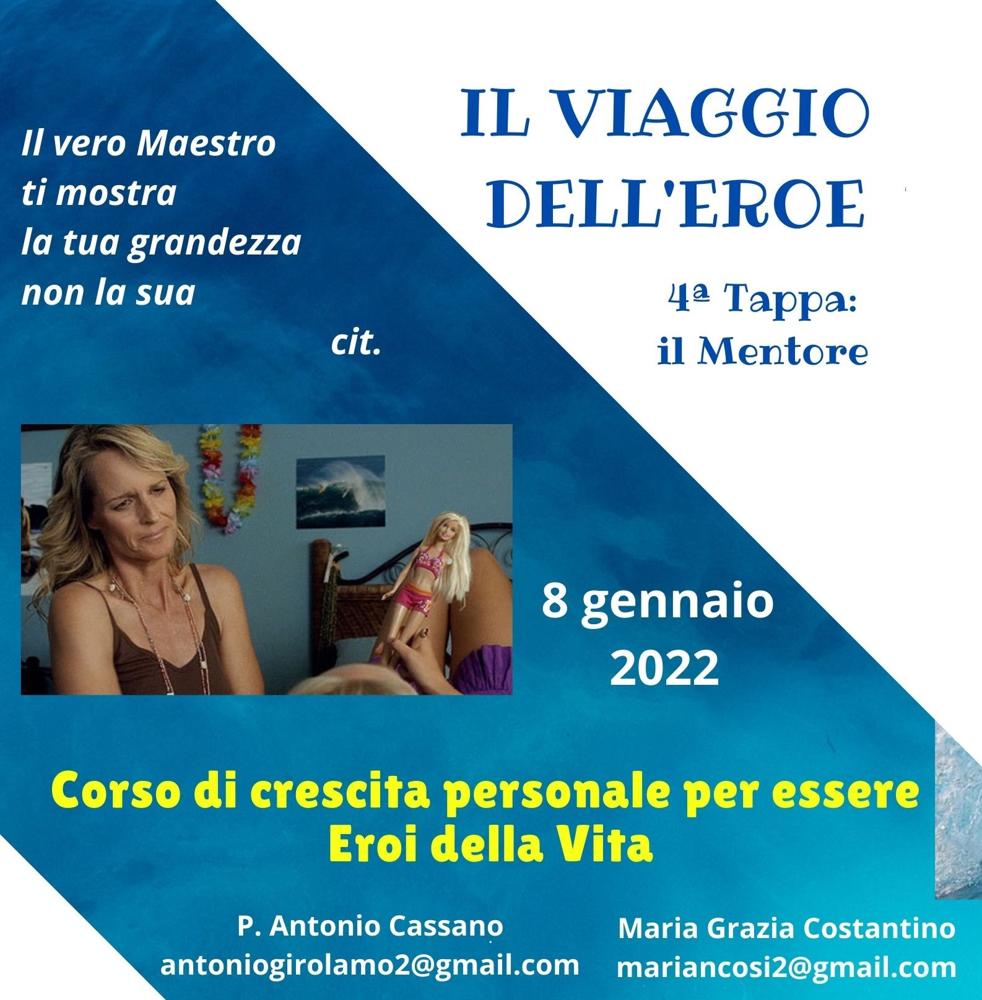 IL VIAGGIO
DELL'EROE
4ª Tappa:
il Mentore
Il vero Maestro
ti mostra
la tua grandezza
non la sua
cit.
8 gennaio
2022
Corso di crescita personale per essere
Eroi della Vita
P. Antonio Cassano
antoniogirolamo2@gmail.com
Maria Grazia Costantino
mariancosi2@gmail.com